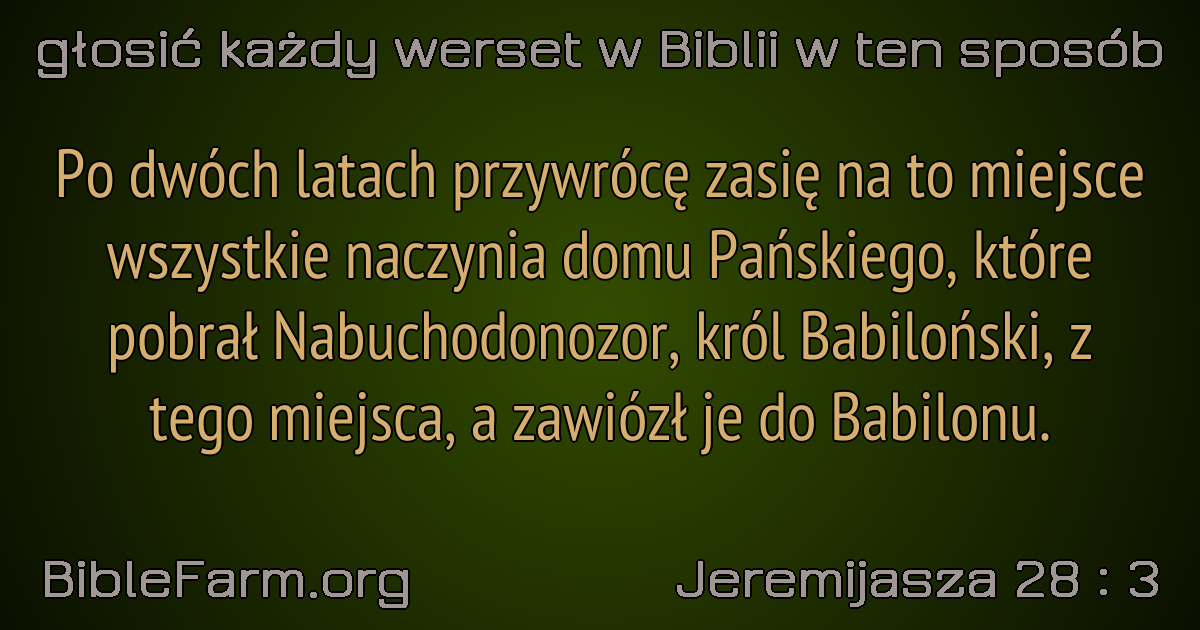 głosić każdy werset w Biblii w ten sposób
Po dwóch latach przywrócę zasię na to miejsce
wszystkie naczynia domu Pańskiego, które
pobrał Nabuchodonozor, król Babiloński, z
tego miejsca, a zawiózł je do Babilonu.
BibleFarm.org
Jeremijasza 28 : 3